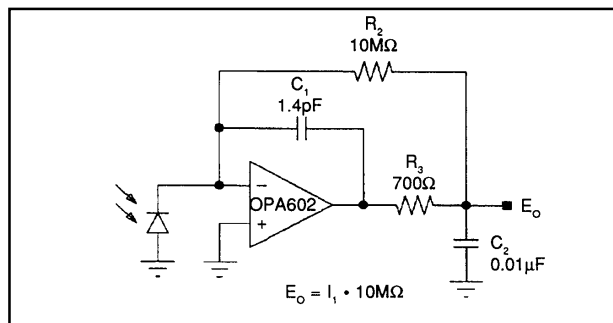 R2
10MΩ
C1
1.4pF
R3
700Ω
−
OPA602
+
EO
C2
0.01µF
EO = I1 • 10MΩ